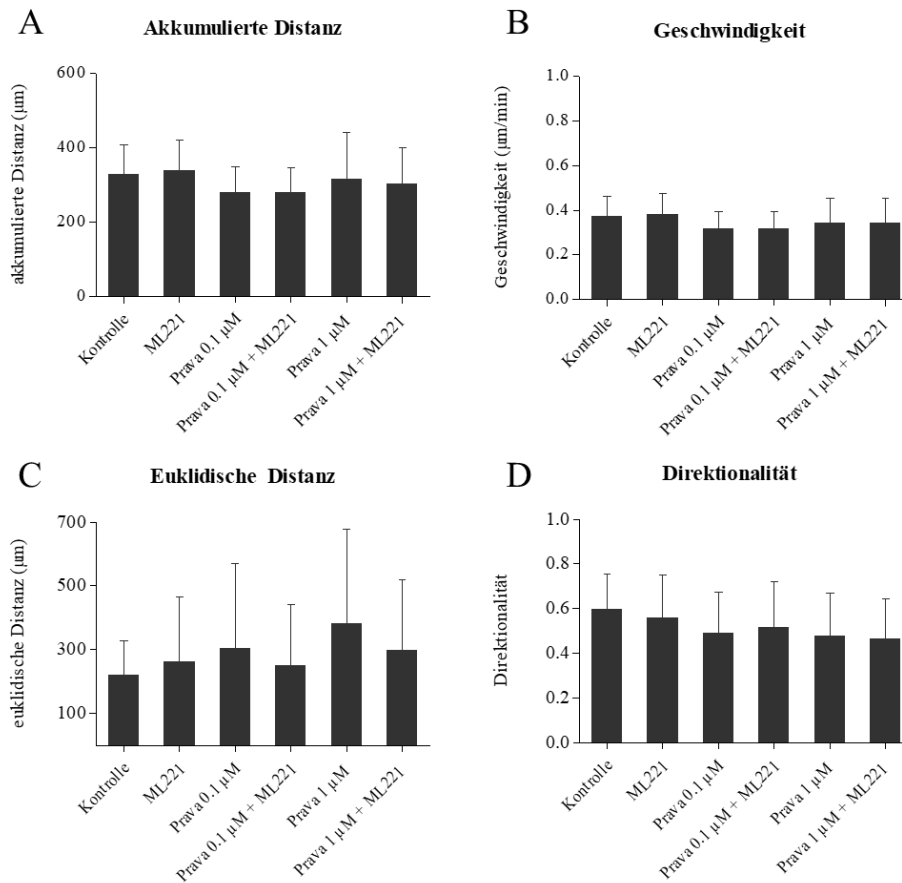 A
Akkumulierte Distanz
akkumulierte Distanz (µm)
600
400
200
0
Kontrolle
ML221
Prava 0.1 µM
Prava 0.1 µM + ML221
Prava 1 µM
Prava 1 µM + ML221
B
Geschwindigkeit
Geschwindigkeit (µm/min)
1.0
0.8
0.6
0.4
0.2
0.0
Kontrolle
ML221
Prava 0.1 µM
Prava 0.1 µM + ML221
Prava 1 µM
Prava 1 µM + ML221
C
Euklidische Distanz
euklidische Distanz (µm)
700
500
300
100
Kontrolle
ML221
Prava 0.1 µM
Prava 0.1 µM + ML221
Prava 1 µM
Prava 1 µM + ML221
D
Direktionalität
Direktionalität
1.0
0.8
0.6
0.4
0.2
0.0
Kontrolle
ML221
Prava 0.1 µM
Prava 0.1 µM + ML221
Prava 1 µM
Prava 1 µM + ML221